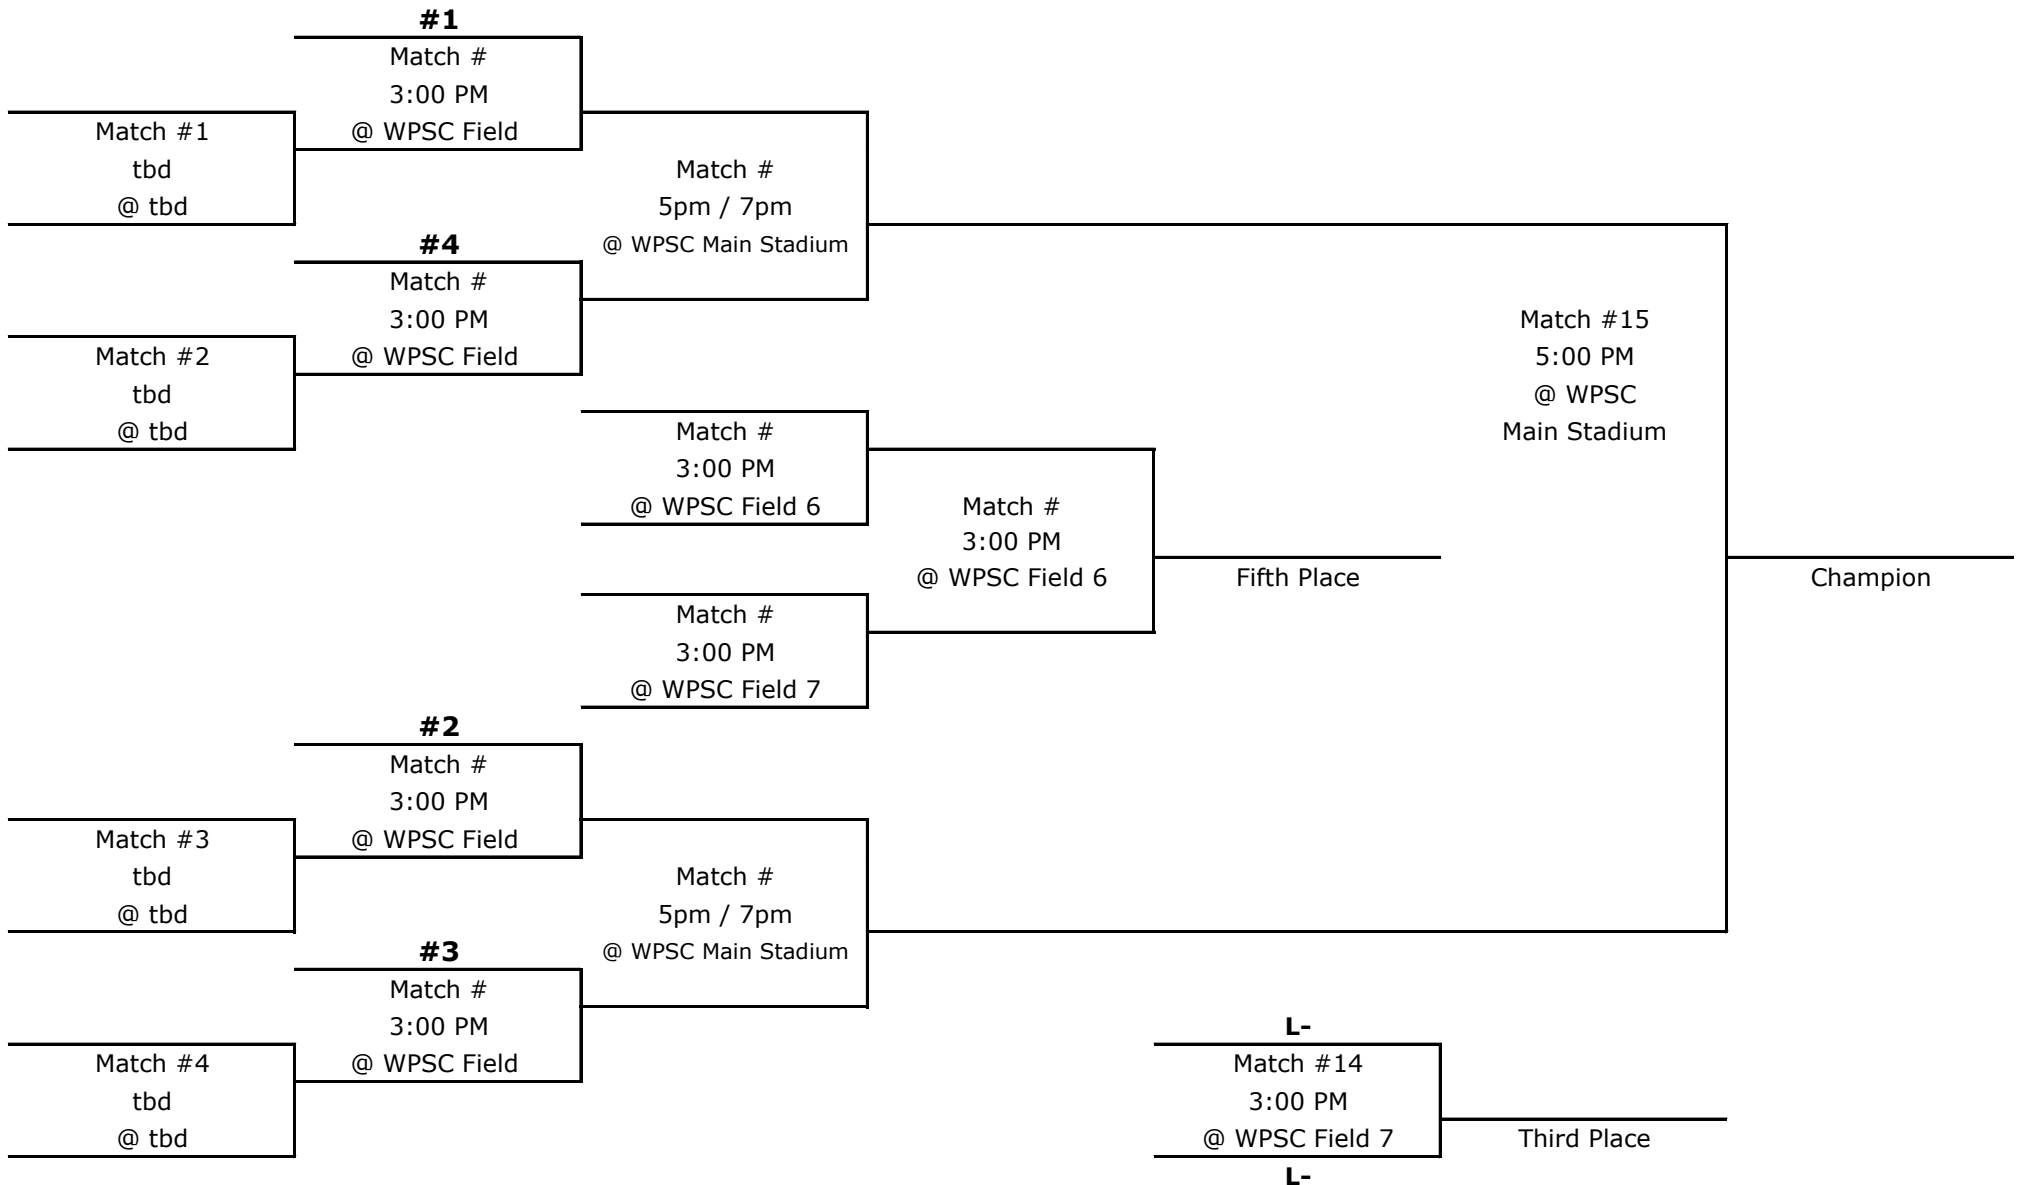 #1
Match #
3:00 PM
@ WPSC Field
Match #1
tbd
@ tbd
Match #
5pm / 7pm
@ WPSC Main Stadium
#4
Match #
3:00 PM
@ WPSC Field
Match #2
tbd
@ tbd
Match #15
5:00 PM
@ WPSC
Main Stadium
Match #
3:00 PM
@ WPSC Field 6
Match #
3:00 PM
@ WPSC Field 6
Fifth Place
Champion
Match #
3:00 PM
@ WPSC Field 7
#2
Match #
3:00 PM
@ WPSC Field
Match #3
tbd
@ tbd
Match #
5pm / 7pm
@ WPSC Main Stadium
#3
Match #
3:00 PM
@ WPSC Field
Match #4
tbd
@ tbd
L-
Match #14
3:00 PM
@ WPSC Field 7
Third Place
L-